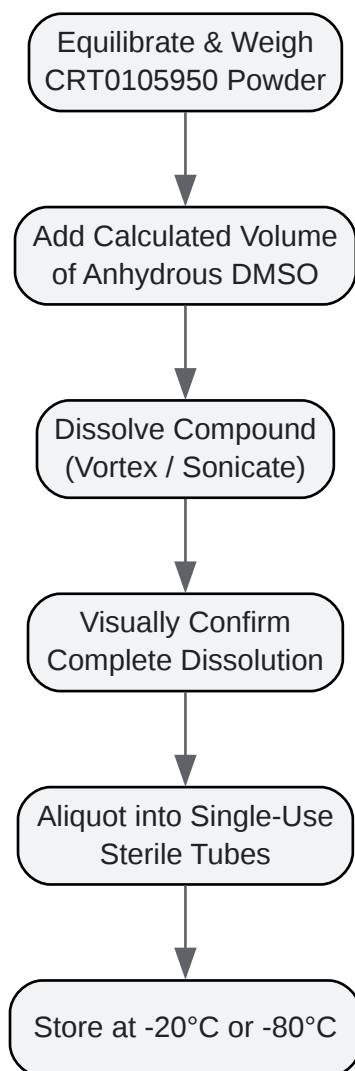 Equilibrate & Weigh
CRT0105950 Powder
Add Calculated Volume
of Anhydrous DMSO
Dissolve Compound
(Vortex / Sonicate)
Visually Confirm
Complete Dissolution
Aliquot into Single-Use
Sterile Tubes
Store at -20°C or -80°C